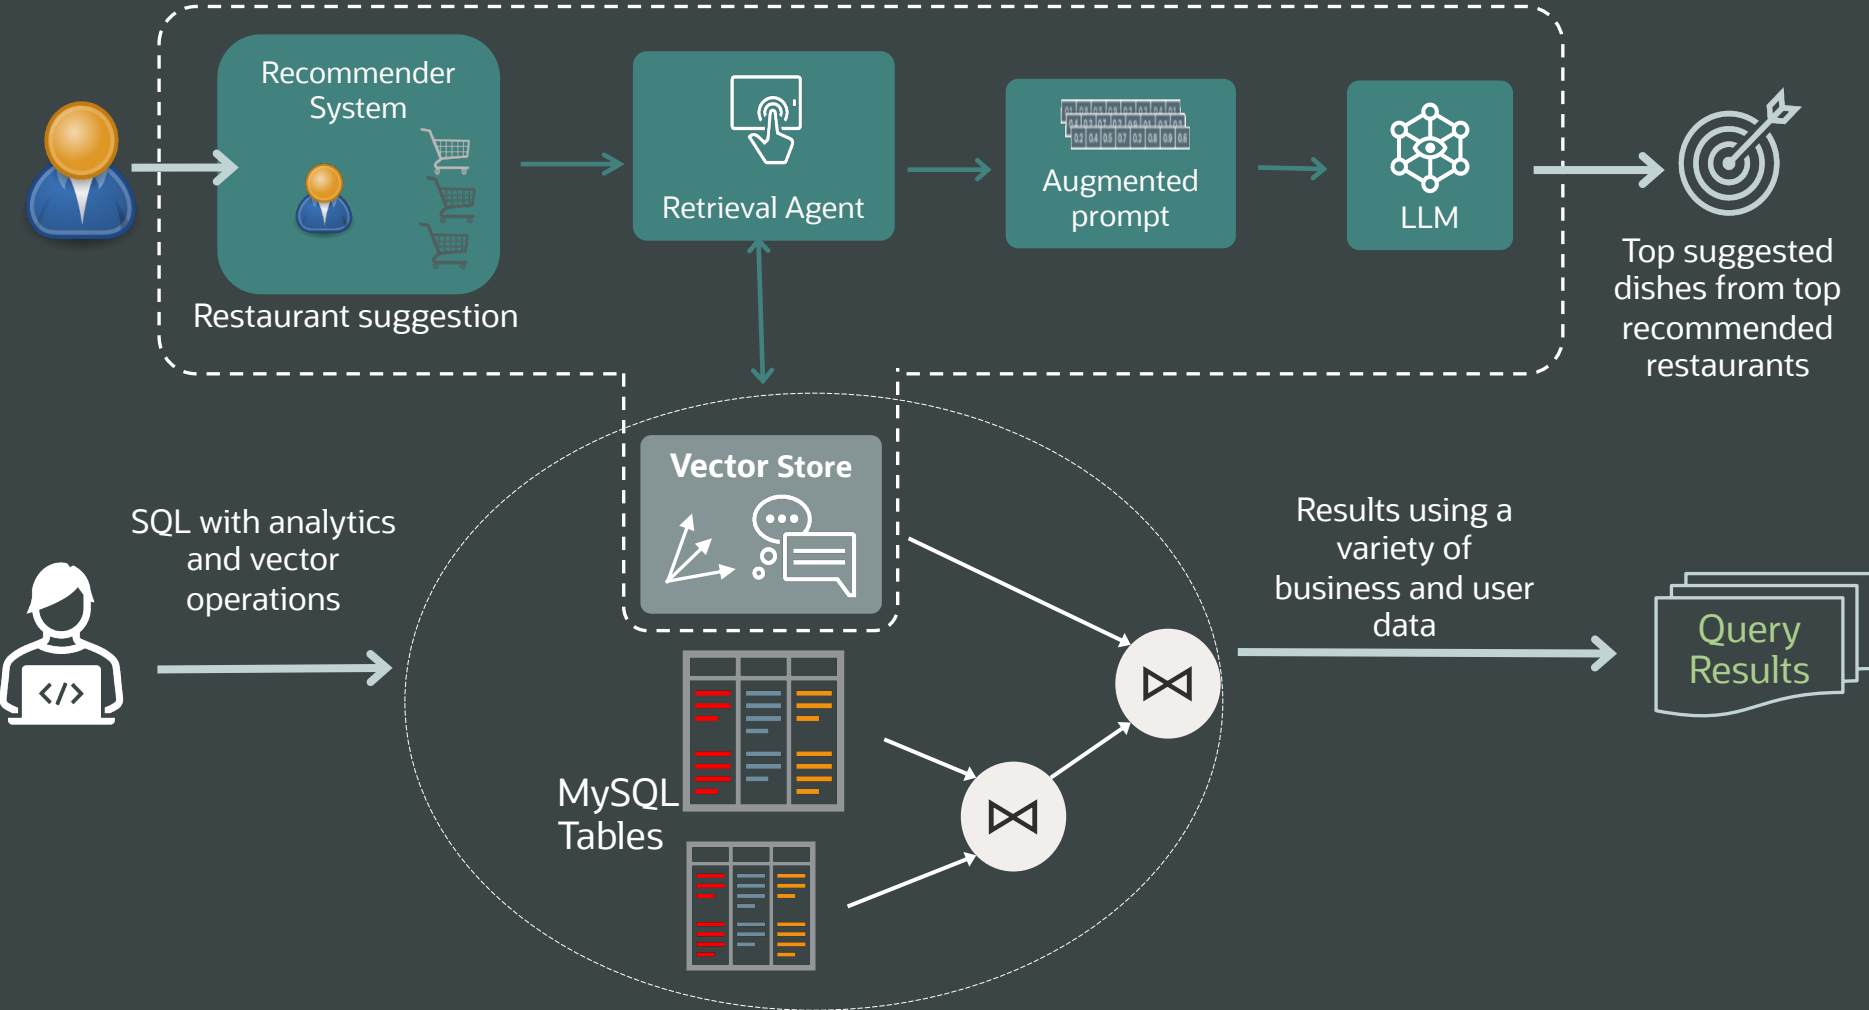 Recommender
System
Restaurant suggestion
Retrieval Agent
Augmented
prompt
LLM
Top suggested
dishes from top
recommended
restaurants
Vector Store
SQL with analytics
and vector
operations
</>
MySQL
Tables
Results using a
variety of
business and user
data
Query
Results